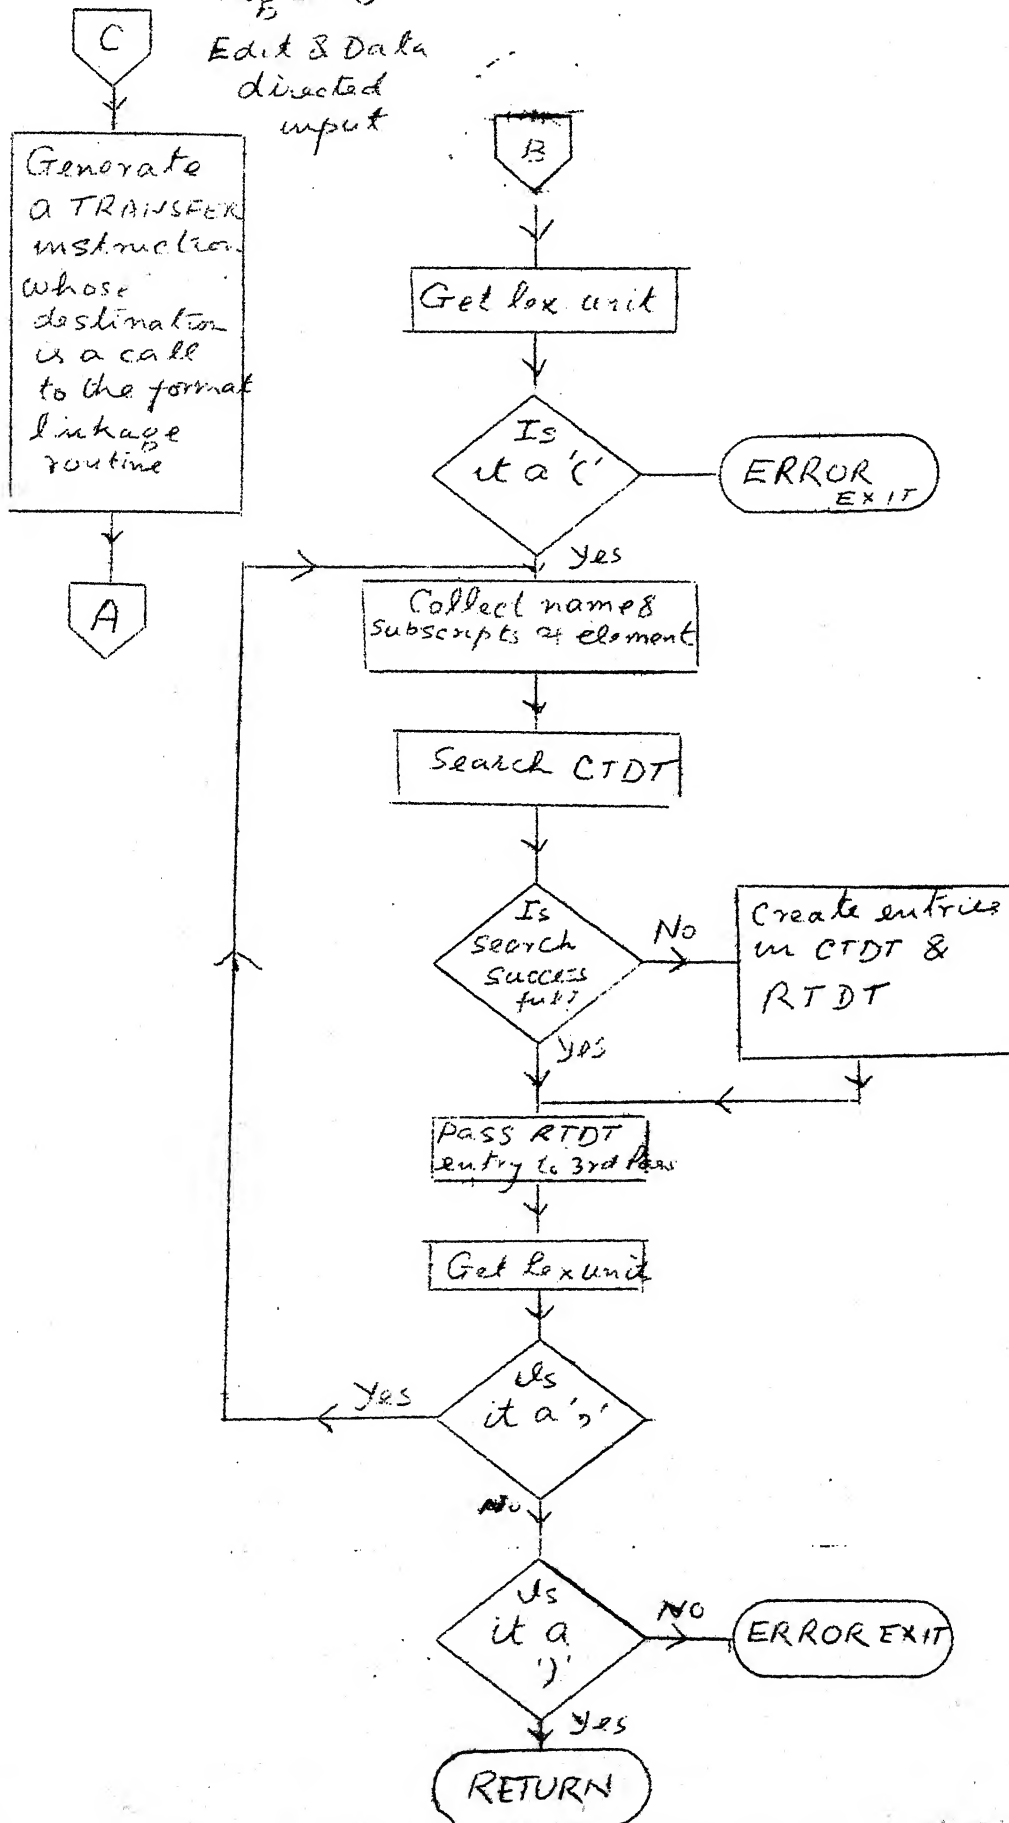 C
Edit & Data
directed
input
Generate
a TRANSFER
instruction
whose
destination
is a call
to the format
linkage
routine
A
B
Get lex unit
Is
it a '('
ERROR
EXIT
Yes
Collect name &
subscripts of element
Search CTDT
Is
search
success
full?
No
Create entries
in CTDT &
RTDT
Yes
Pass RTDT
entry to 3rd Pass
Get lex unit
Is
it a ','
Yes
No
Is
it a
')'
NO
ERROR EXIT
Yes
RETURN